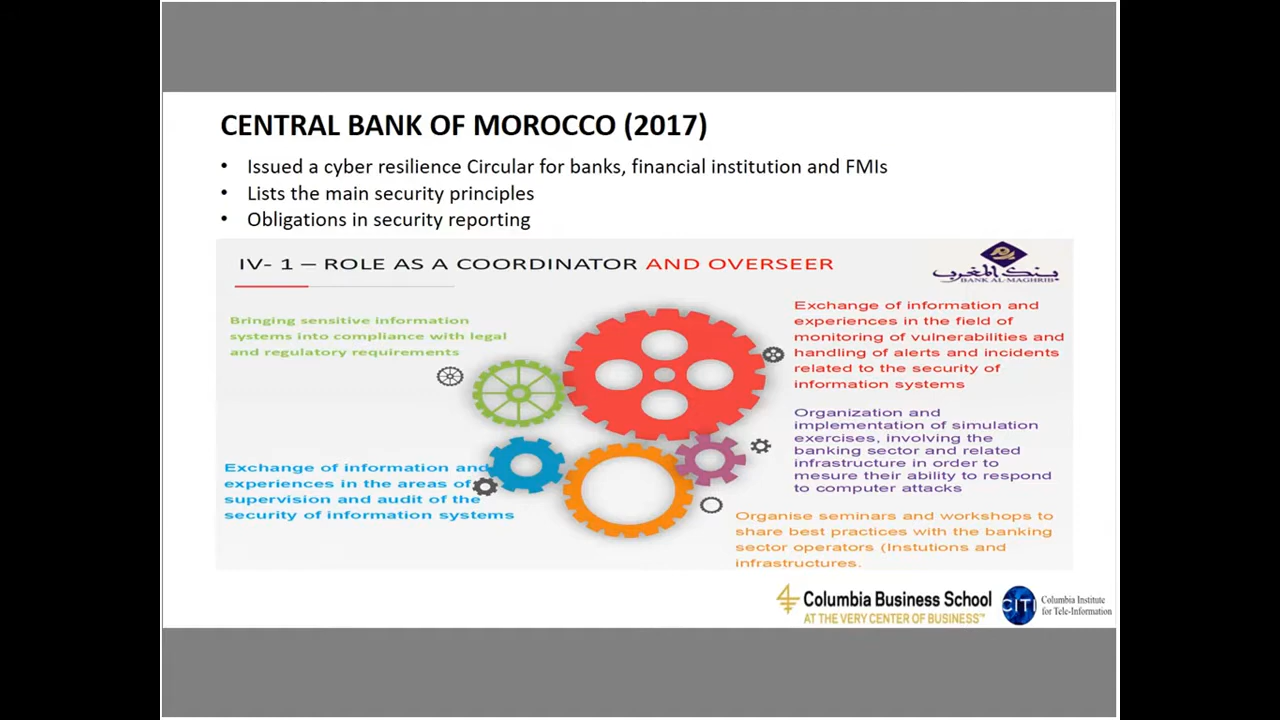 CENTRAL BANK OF MOROCCO (2017)
• Issued a cyber resilience Circular for banks, financial institution and FMIs
• Lists the main security principles
• Obligations in security reporting
IV- 1 – ROLE AS A COORDINATOR AND OVERSEER
بنك المغرب
BANK AL-MAGHRIB
Bringing sensitive information
systems into compliance with legal
and regulatory requirements
Exchange of information and
experiences in the field of
monitoring of vulnerabilities and
handling of alerts and incidents
related to the security of
information systems
Organization and
implementation of simulation
exercises, involving the
banking sector and related
infrastructure in order to
mesure their ability to respond
to computer attacks
Exchange of information and
experiences in the areas of
supervision and audit of the
security of information systems
Organise seminars and workshops to
share best practices with the banking
sector operators (Instutions and
infrastructures.
Columbia Business School
AT THE VERY CENTER OF BUSINESS™
CITI
Columbia Institute
for Tele-Information